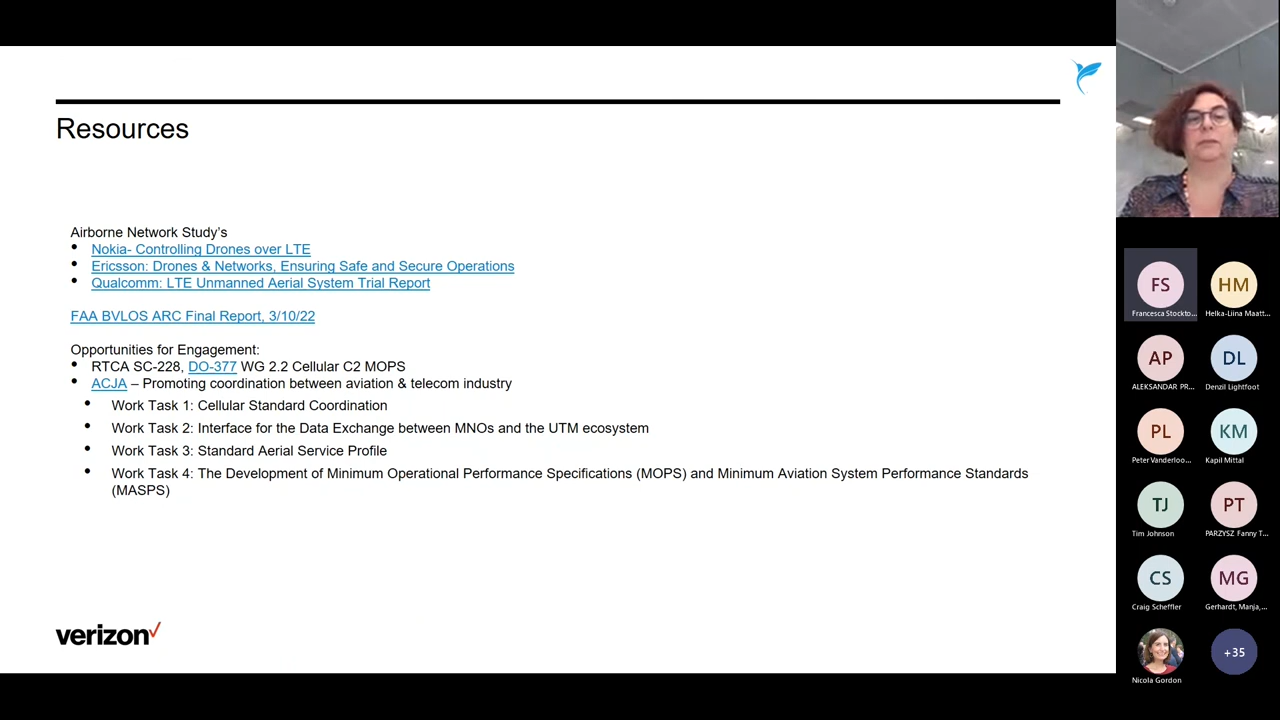 Resources
Airborne Network Study's
• Nokia- Controlling Drones over LTE
• Ericsson: Drones & Networks, Ensuring Safe and Secure Operations
• Qualcomm: LTE Unmanned Aerial System Trial Report
FAA BVLOS ARC Final Report, 3/10/22
Opportunities for Engagement:
• RTCA SC-228, DO-377 WG 2.2 Cellular C2 MOPS
• ACJA – Promoting coordination between aviation & telecom industry
• Work Task 1: Cellular Standard Coordination
• Work Task 2: Interface for the Data Exchange between MNOs and the UTM ecosystem
• Work Task 3: Standard Aerial Service Profile
• Work Task 4: The Development of Minimum Operational Performance Specifications (MOPS) and Minimum Aviation System Performance Standards
(MASPS)
verizon
FS
Francesca Stockto...
HM
Helka-Liina Maatt...
AP
ALEKSANDAR PR...
DL
Denzil Lightfoot
PL
Peter Vanderloo...
KM
Kapil Mittal
TJ
Tim Johnson
PT
PARZYSZ Fanny T...
CS
Craig Scheffler
MG
Gerhardt, Manja,...
Nicola Gordon
+35